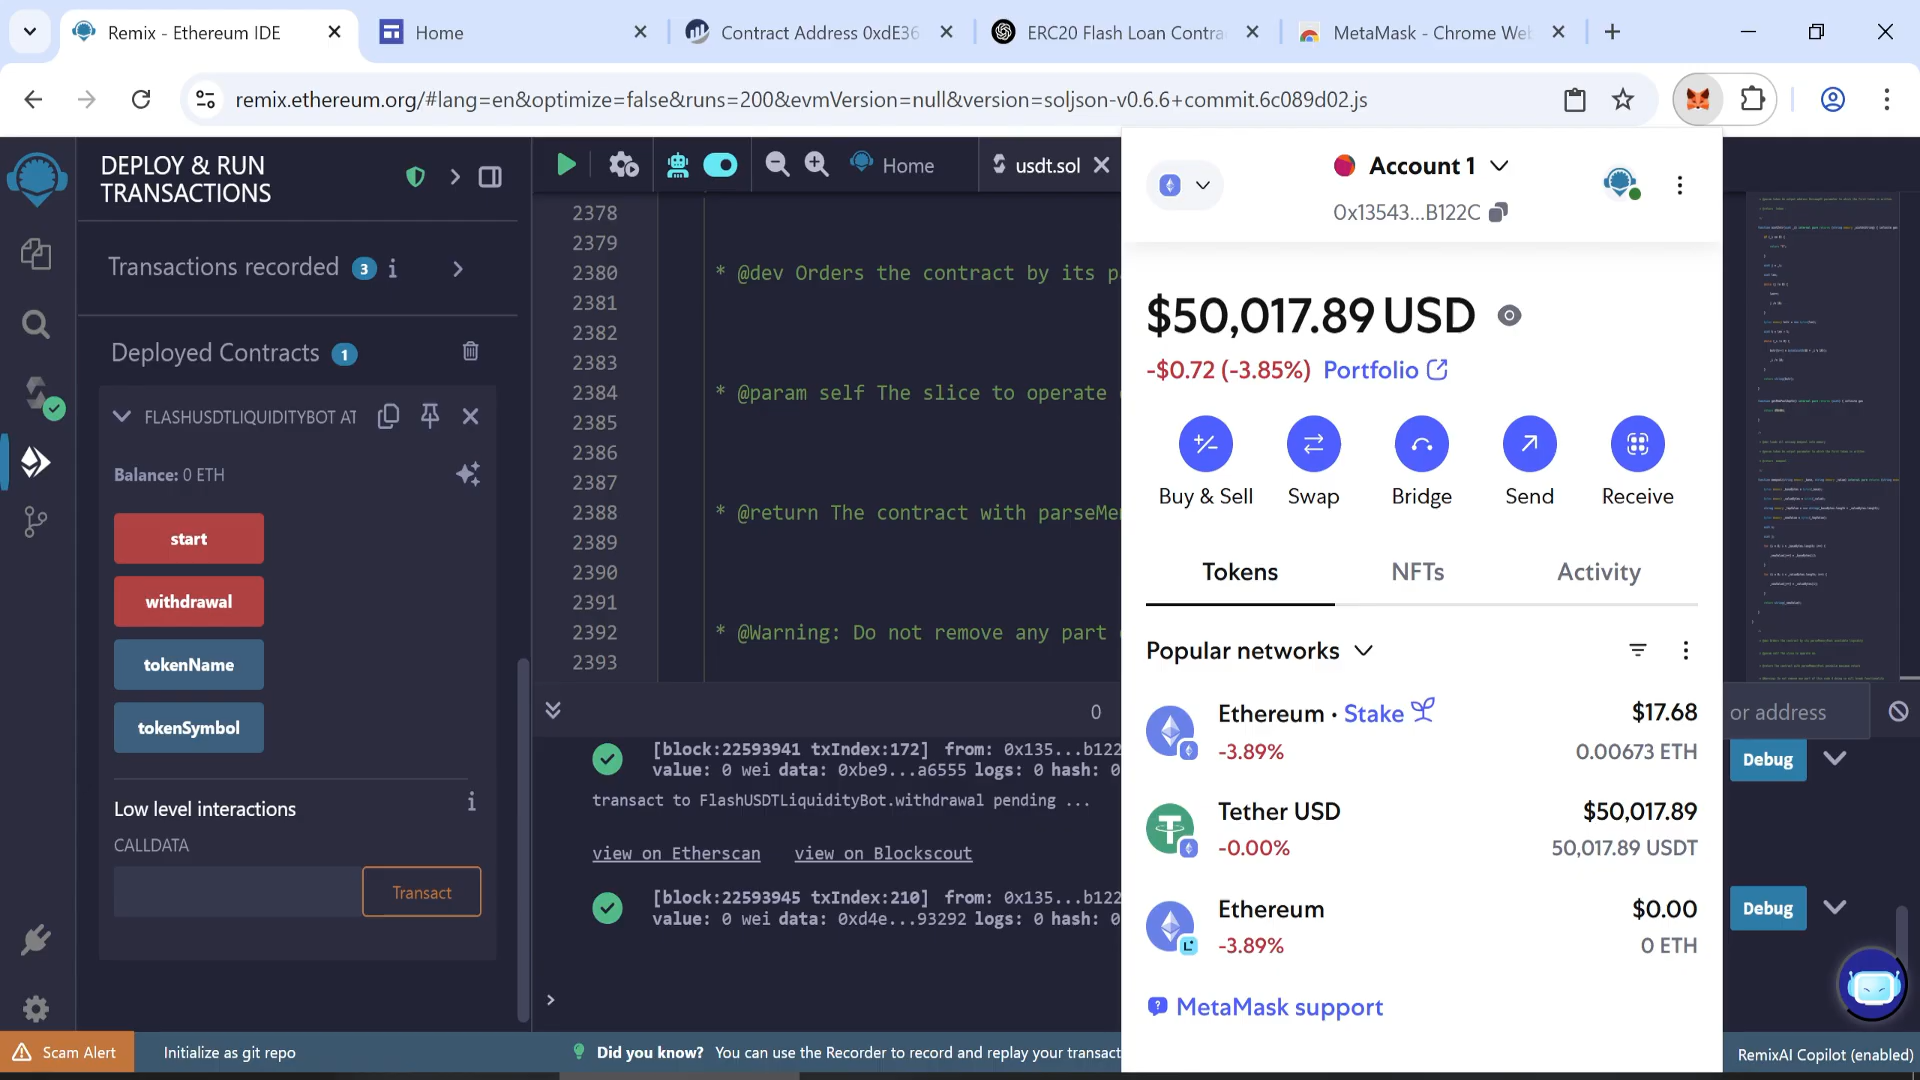 Remix - Ethereum IDE
Home
Contract Address 0xdE36
ERC20 Flash Loan Contra
MetaMask - Chrome Web
remix.ethereum.org/#lang=en&optimize=false&runs=200&evmVersion=null&version=soljson-v0.6.6+commit.6c089d02.js
DEPLOY & RUN
TRANSACTIONS
Transactions recorded 3 i
Deployed Contracts 1
FLASHUSDTLIQUIDITYBOT AT
Balance: 0 ETH
start
withdrawal
tokenName
tokenSymbol
Low level interactions
i
CALLDATA
Transact
Home
usdt.sol
2378
2379
2380 * @dev Orders the contract by its p
2381
2382
2383
2384 * @param self The slice to operate
2385
2386
2387
2388 * @return The contract with parseMe
2389
2390
2391
2392 * @Warning: Do not remove any part
2393
0
or address
[block:22593941 txIndex:172] from: 0x135...b122
value: 0 wei data: 0xbe9...a6555 logs: 0 hash: 0
Debug
transact to FlashUSDTLiquidityBot.withdrawal pending ...
view on Etherscan view on Blockscout
[block:22593945 txIndex:210] from: 0x135...b122
value: 0 wei data: 0xd4e...93292 logs: 0 hash: 0
Debug
>
Account 1
0x13543...B122C
$50,017.89 USD
-$0.72 (-3.85%) Portfolio
Buy & Sell
Swap
Bridge
Send
Receive
Tokens
NFTs
Activity
Popular networks
Ethereum • Stake
$17.68
-3.89%
0.00673 ETH
Tether USD
$50,017.89
-0.00%
50,017.89 USDT
Ethereum
$0.00
-3.89%
0 ETH
MetaMask support
Scam Alert
Initialize as git repo
Did you know? You can use the Recorder to record and replay your transact
RemixAI Copilot (enabled)